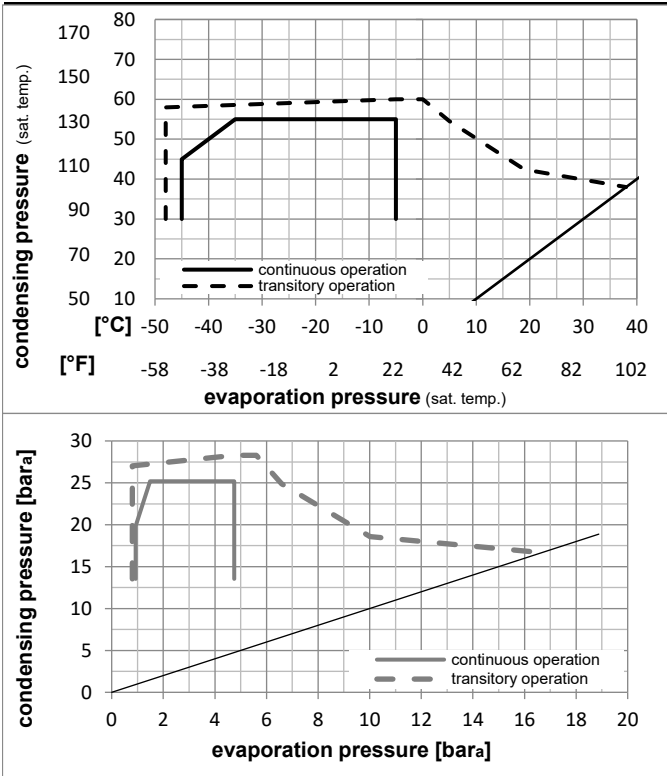 condensing pressure (sat. temp.)
170 80
150 70
60
130 50
110 40
90 30
70 20
50 10
continuous operation
transitory operation
[°C] -50 -40 -30 -20 -10 0 10 20 30 40
[°F] -58 -38 -18 2 22 42 62 82 102
evaporation pressure (sat. temp.)
condensing pressure [bara]
30
25
20
15
10
5
0
continuous operation
transitory operation
0 2 4 6 8 10 12 14 16 18 20
evaporation pressure [bara]